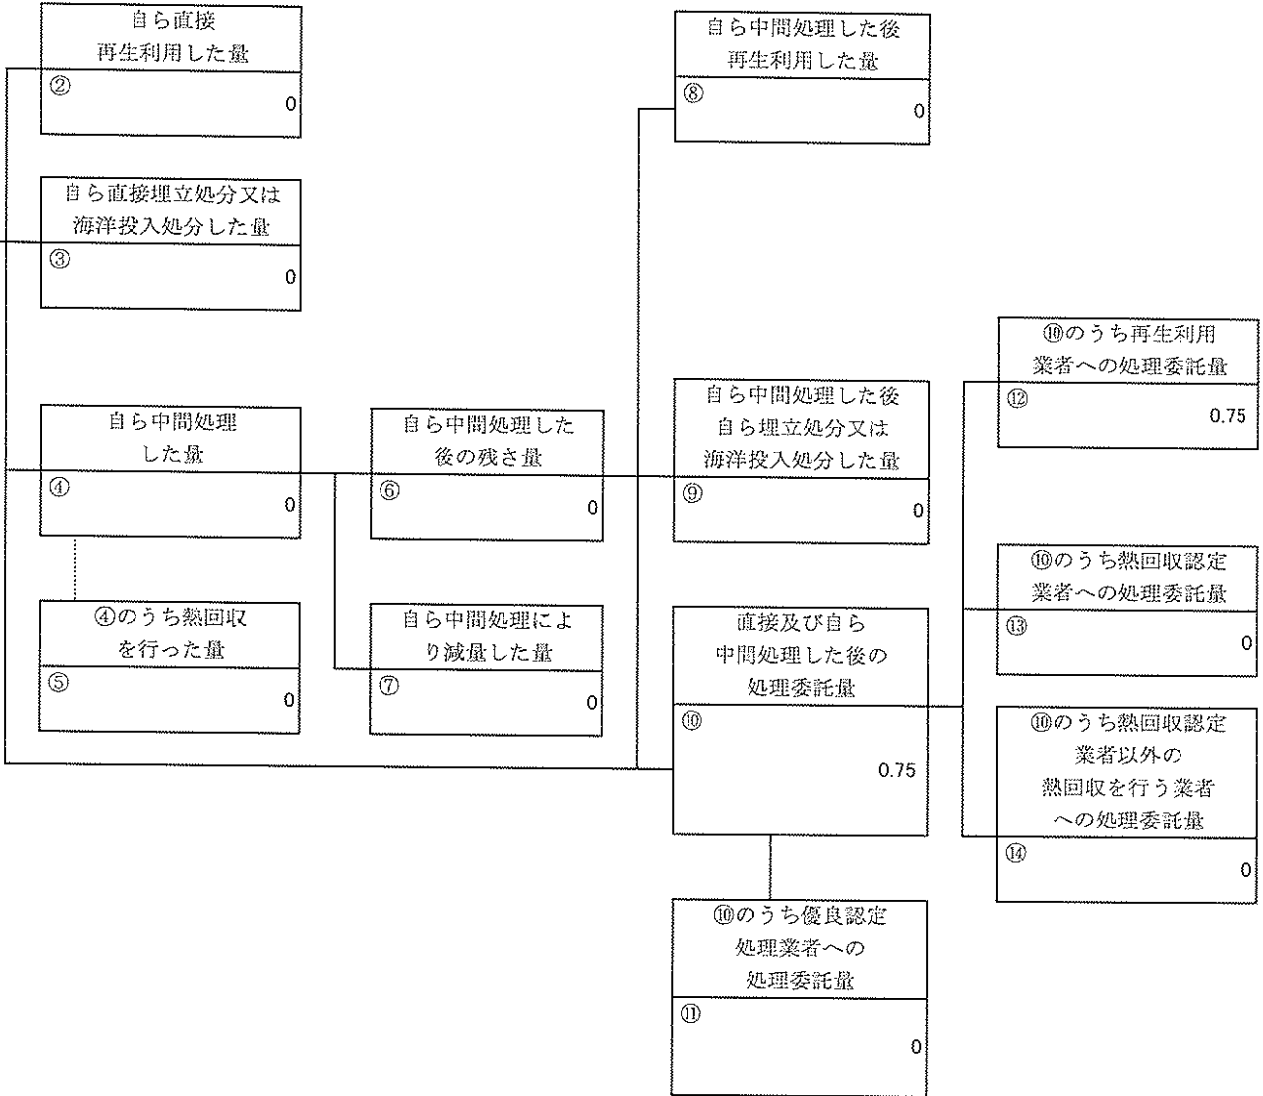 自ら直接
再生利用した量
②
0
自ら直接埋立処分又は
海洋投入処分した量
③
0
自ら中間処理
した量
④
0
④のうち熱回収
を行った量
⑤
0
自ら中間処理した
後の残さ量
⑥
0
自ら中間処理によ
り減量した量
⑦
0
自ら中間処理した後
再生利用した量
⑧
0
自ら中間処理した後
自ら埋立処分又は
海洋投入処分した量
⑨
0
直接及び自ら
中間処理した後の
処理委託量
⑩
0.75
⑩のうち優良認定
処理業者への
処理委託量
⑪
0
⑩のうち再生利用
業者への処理委託量
⑫
0.75
⑩のうち熱回収認定
業者への処理委託量
⑬
0
⑩のうち熱回収認定
業者以外の
熱回収を行う業者
への処理委託量
⑭
0